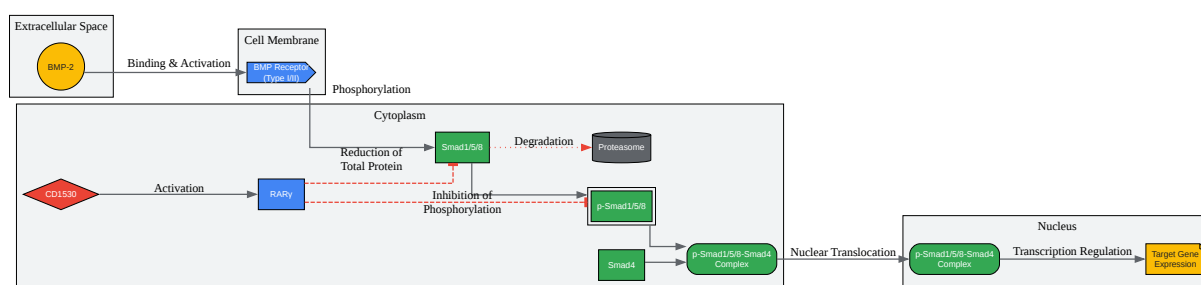 Extracellular Space
BMP-2
Binding & Activation
Cell Membrane
BMP Receptor
(Type I/II)
Phosphorylation
Cytoplasm
Smad1/5/8
Degradation
Proteasome
Reduction of
Total Protein
CD1530
Activation
RARγ
Inhibition of
Phosphorylation
p-Smad1/5/8
Smad4
p-Smad1/5/8-Smad4
Complex
Nuclear Translocation
Nucleus
p-Smad1/5/8-Smad4
Complex
Transcription Regulation
Target Gene
Expression